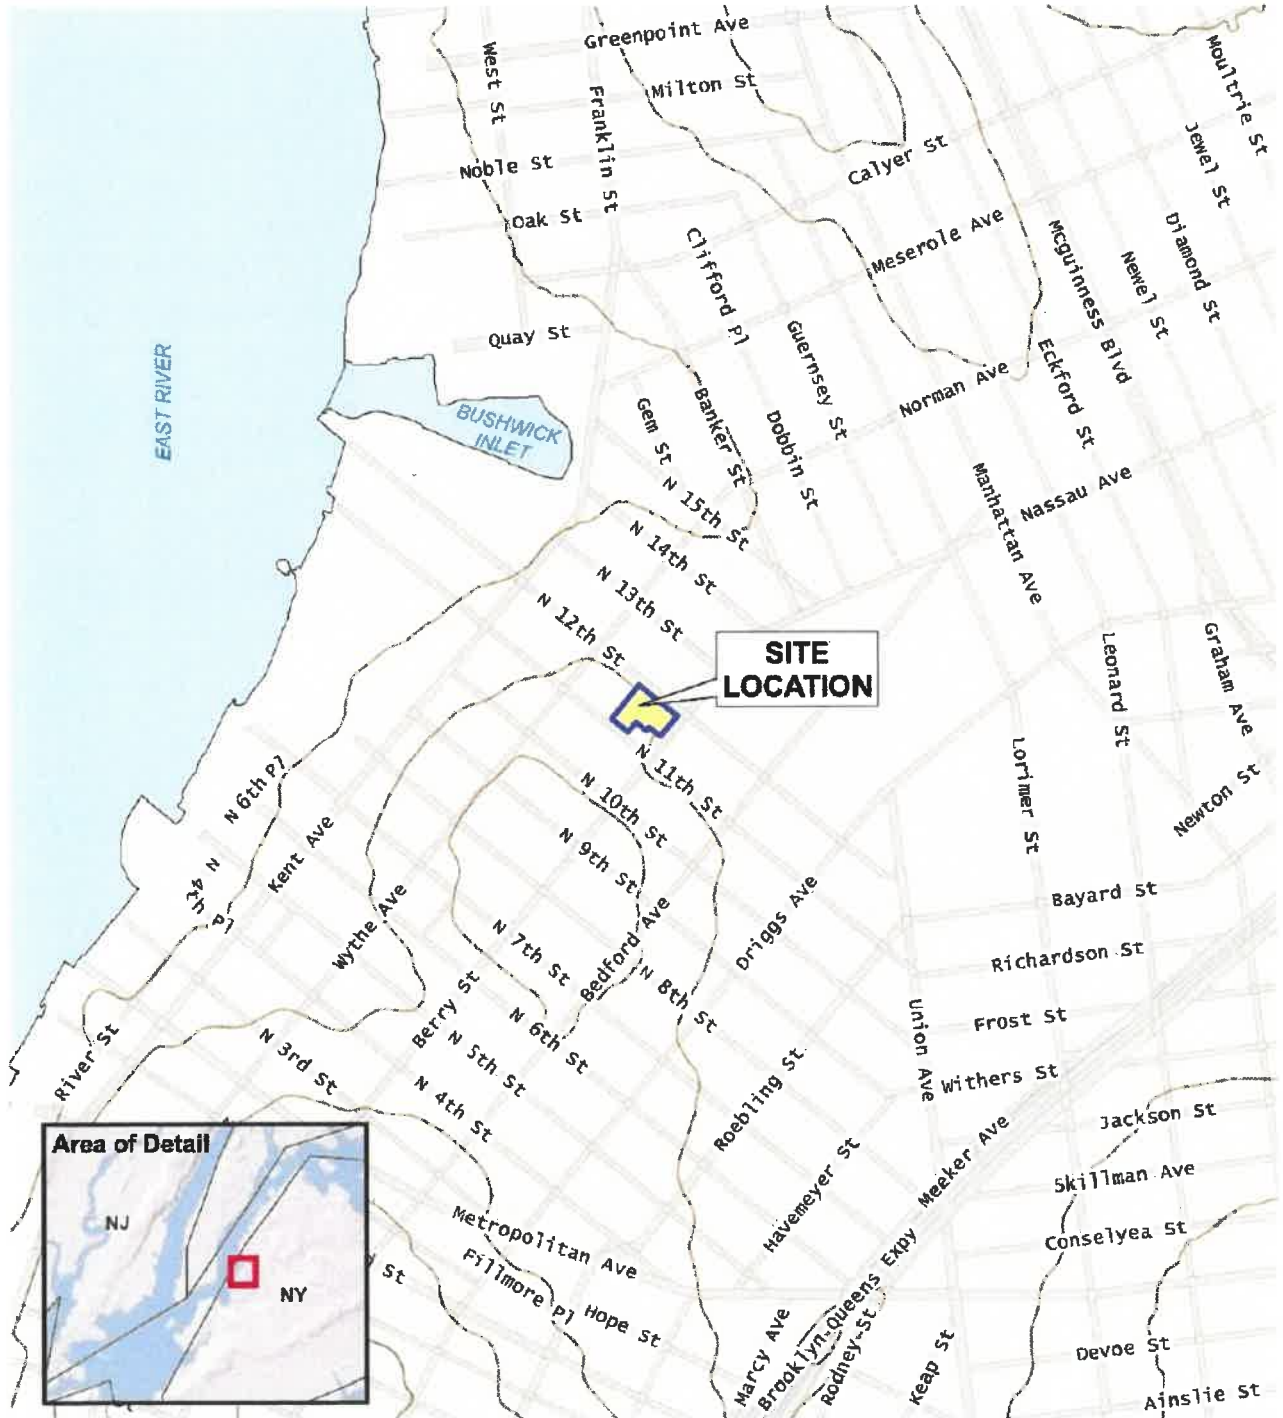 Greenpoint Ave
West St
Milton St
Franklin St
Moultrie St
Jewel St
Noble St
Calyer St
Oak St
Clifford Pl
Meserole Ave
Mcguinness Blvd
Newel St
Diamond St
Quay St
Guernsey St
Eckford St
EAST RIVER
BUSHWICK
INLET
Gem St
Banker St
Dobbin St
Norman Ave
N 15th St
Manhattan Ave
Nassau Ave
N 14th St
N 13th St
N 12th St
SITE
LOCATION
Leonard St
Graham Ave
N 11th St
Lorimer St
N 6th Pl
N 10th St
Newton St
Kent Ave
N 9th St
N 4th Pl
Wythe Ave
Bedford Ave
Driggs Ave
Bayard St
N 7th St
Richardson St
N 8th St
Berry St
N 6th St
Union Ave
Frost St
River St
N 3rd St
N 5th St
Roebling St
Withers St
N 4th St
Jackson St
Area of Detail
Havemeyer St
Meeker Ave
Skillman Ave
NJ
NY
Metropolitan Ave
Conselyea St
St
Fillmore Pl
Hope St
Marcy Ave
Brooklyn-Queens Expy
Rodney-St
Keap St
Devoe St
Ainslie St